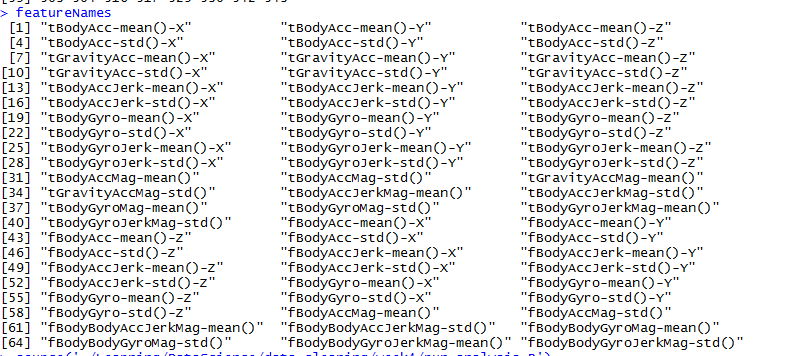 > featureNames
[1] "tBodyAcc-mean()-X" "tBodyAcc-mean()-Y" "tBodyAcc-mean()-Z"
[4] "tBodyAcc-std()-X" "tBodyAcc-std()-Y" "tBodyAcc-std()-Z"
[7] "tGravityAcc-mean()-X" "tGravityAcc-mean()-Y" "tGravityAcc-mean()-Z"
[10] "tGravityAcc-std()-X" "tGravityAcc-std()-Y" "tGravityAcc-std()-Z"
[13] "tBodyAccJerk-mean()-X" "tBodyAccJerk-mean()-Y" "tBodyAccJerk-mean()-Z"
[16] "tBodyAccJerk-std()-X" "tBodyAccJerk-std()-Y" "tBodyAccJerk-std()-Z"
[19] "tBodyGyro-mean()-X" "tBodyGyro-mean()-Y" "tBodyGyro-mean()-Z"
[22] "tBodyGyro-std()-X" "tBodyGyro-std()-Y" "tBodyGyro-std()-Z"
[25] "tBodyGyroJerk-mean()-X" "tBodyGyroJerk-mean()-Y" "tBodyGyroJerk-mean()-Z"
[28] "tBodyGyroJerk-std()-X" "tBodyGyroJerk-std()-Y" "tBodyGyroJerk-std()-Z"
[31] "tBodyAccMag-mean()" "tBodyAccMag-std()" "tGravityAccMag-mean()"
[34] "tGravityAccMag-std()" "tBodyAccJerkMag-mean()" "tBodyAccJerkMag-std()"
[37] "tBodyGyroMag-mean()" "tBodyGyroMag-std()" "tBodyGyroJerkMag-mean()"
[40] "tBodyGyroJerkMag-std()" "fBodyAcc-mean()-X" "fBodyAcc-mean()-Y"
[43] "fBodyAcc-mean()-Z" "fBodyAcc-std()-X" "fBodyAcc-std()-Y"
[46] "fBodyAcc-std()-Z" "fBodyAccJerk-mean()-X" "fBodyAccJerk-mean()-Y"
[49] "fBodyAccJerk-mean()-Z" "fBodyAccJerk-std()-X" "fBodyAccJerk-std()-Y"
[52] "fBodyAccJerk-std()-Z" "fBodyGyro-mean()-X" "fBodyGyro-mean()-Y"
[55] "fBodyGyro-mean()-Z" "fBodyGyro-std()-X" "fBodyGyro-std()-Y"
[58] "fBodyGyro-std()-Z" "fBodyAccMag-mean()" "fBodyAccMag-std()"
[61] "fBodyBodyAccJerkMag-mean()" "fBodyBodyAccJerkMag-std()" "fBodyBodyGyroMag-mean()"
[64] "fBodyBodyGyroMag-std()" "fBodyBodyGyroJerkMag-mean()" "fBodyBodyGyroJerkMag-std()"